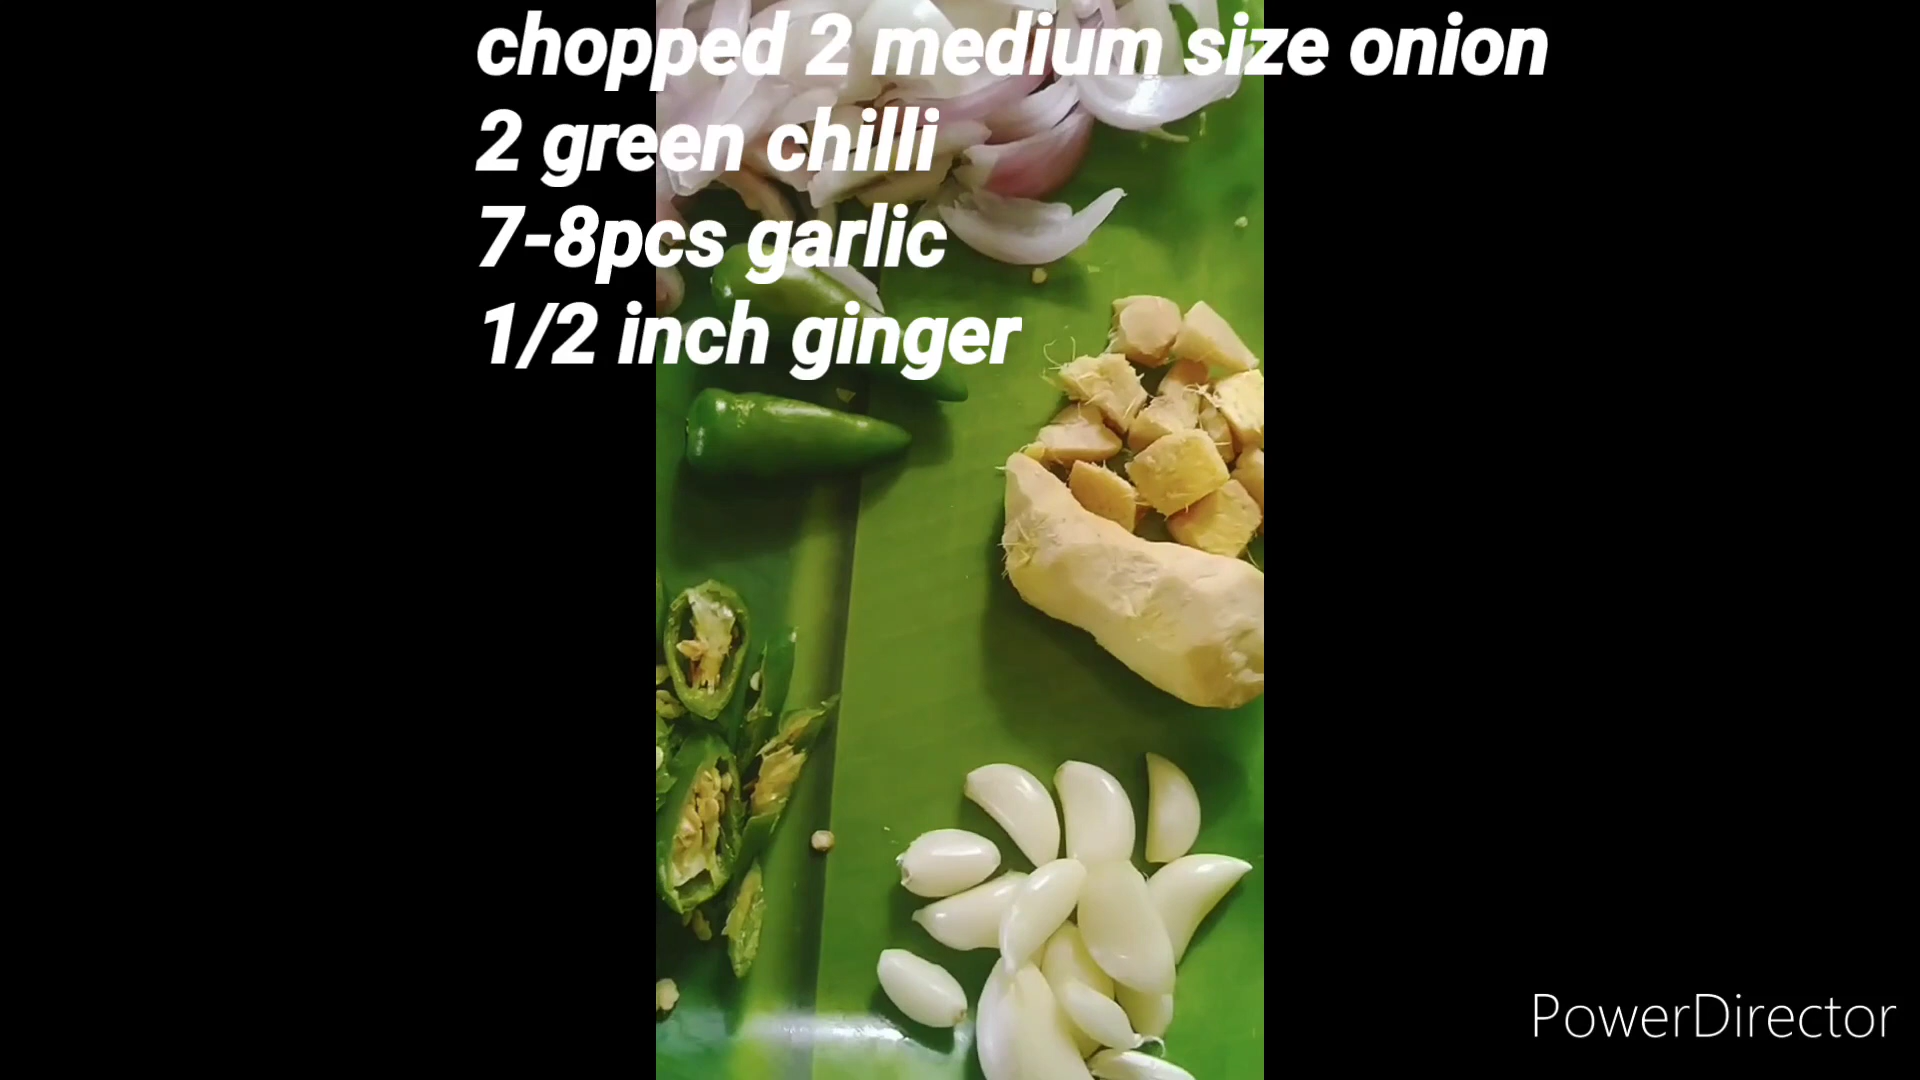 chopped 2 medium size onion
2 green chilli
7-8pcs garlic
1/2 inch ginger
PowerDirector